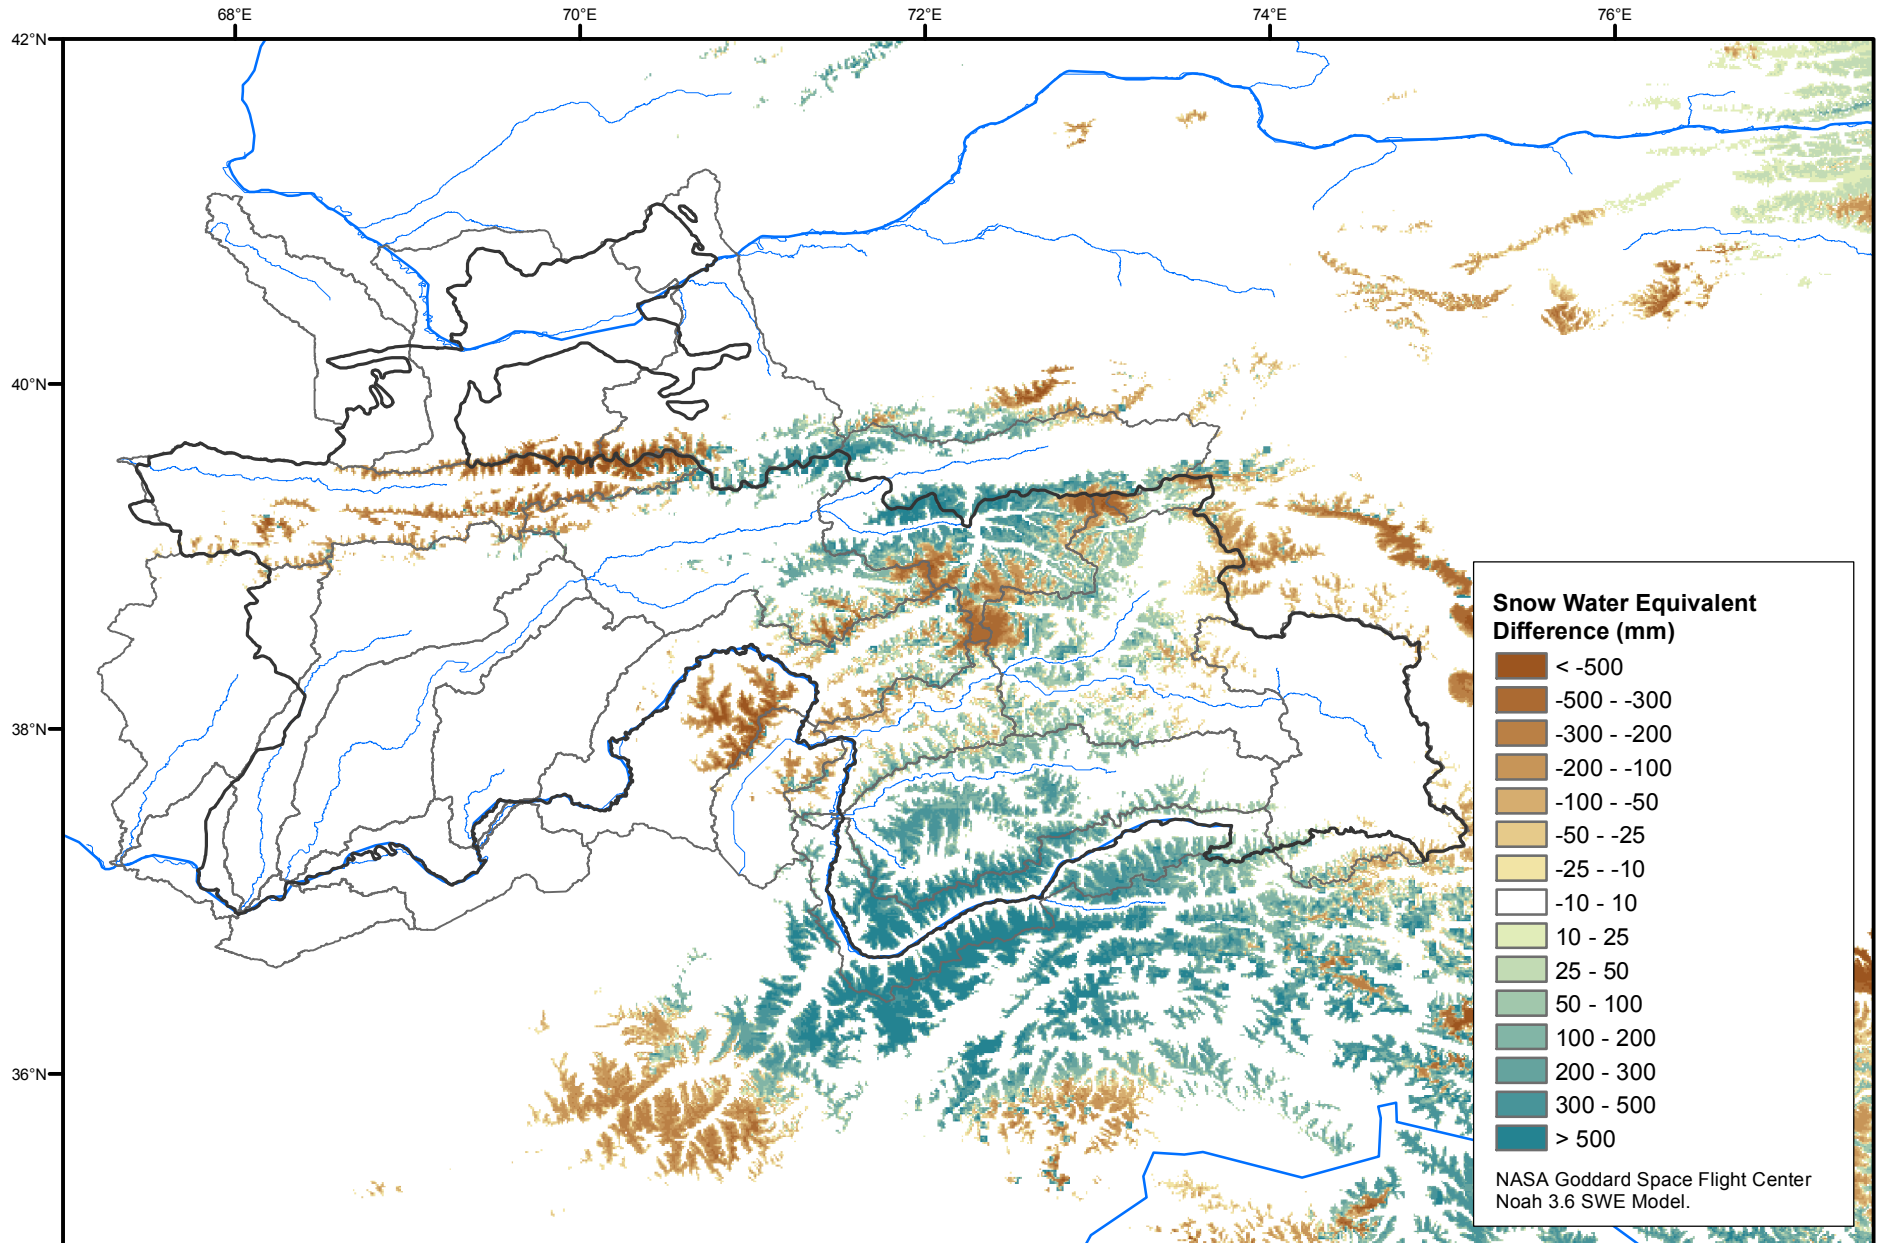 68°E 70°E 72°E 74°E 76°E
42°N
40°N
38°N
36°N
Snow Water Equivalent
Difference (mm)
< -500
-500 - -300
-300 - -200
-200 - -100
-100 - -50
-50 - -25
-25 - -10
-10 - 10
10 - 25
25 - 50
50 - 100
100 - 200
200 - 300
300 - 500
> 500
NASA Goddard Space Flight Center
Noah 3.6 SWE Model.